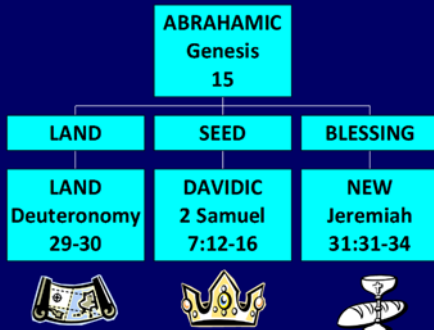 ABRAHAMIC
Genesis
15
LAND
SEED
BLESSING
LAND
Deuteronomy
29-30
DAVIDIC
2 Samuel
7:12-16
NEW
Jeremiah
31:31-34